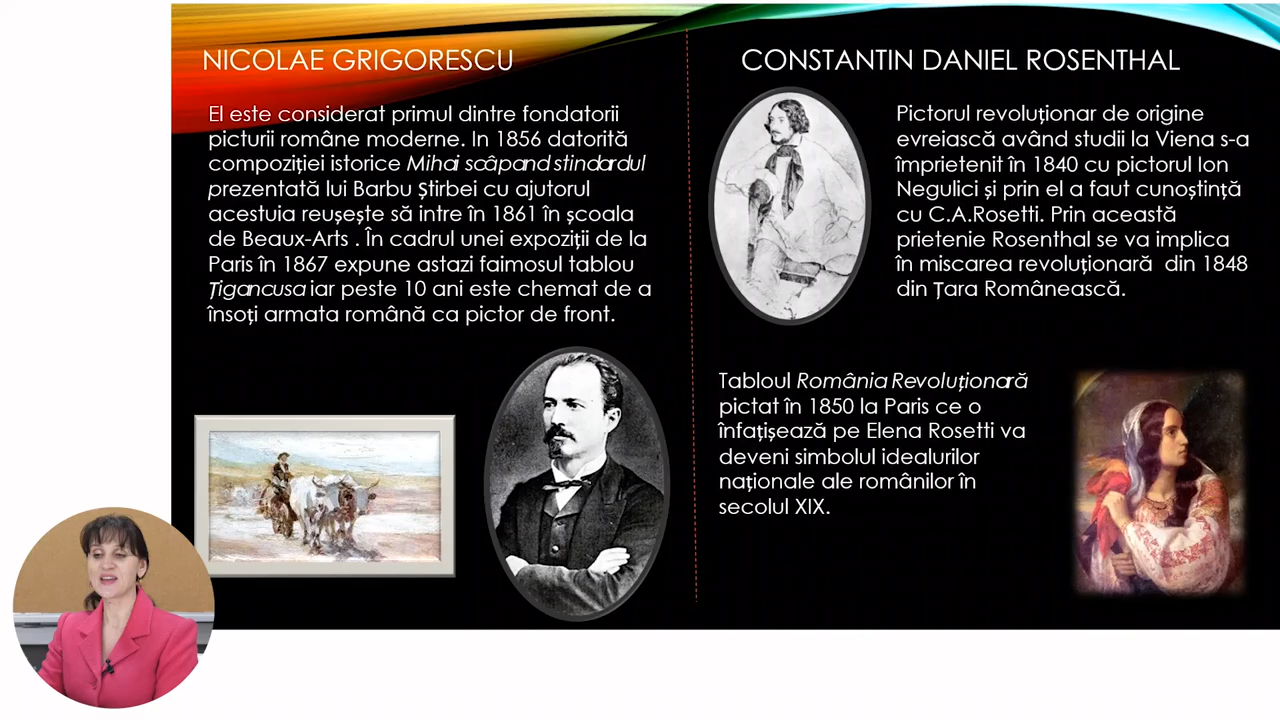 NICOLAE GRIGORESCU
El este considerat primul dintre fondatorii
picturii române moderne. In 1856 datorită
compoziției istorice Mihai scâpand stindardul
prezentată lui Barbu Știrbei cu ajutorul
acestuia reușește să intre în 1861 în școala
de Beaux-Arts . În cadrul unei expoziții de la
Paris în 1867 expune astazi faimosul tablou
Țigancusa iar peste 10 ani este chemat de a
însoți armata română ca pictor de front.
CONSTANTIN DANIEL ROSENTHAL
Pictorul revoluționar de origine
evreiască având studii la Viena s-a
împrietenit în 1840 cu pictorul Ion
Negulici și prin el a faut cunoștință
cu C.A.Rosetti. Prin această
prietenie Rosenthal se va implica
în miscarea revoluționară din 1848
din Țara Românească.
Tabloul România Revoluționară
pictat în 1850 la Paris ce o
înfațișează pe Elena Rosetti va
deveni simbolul idealurilor
naționale ale românilor în
secolul XIX.